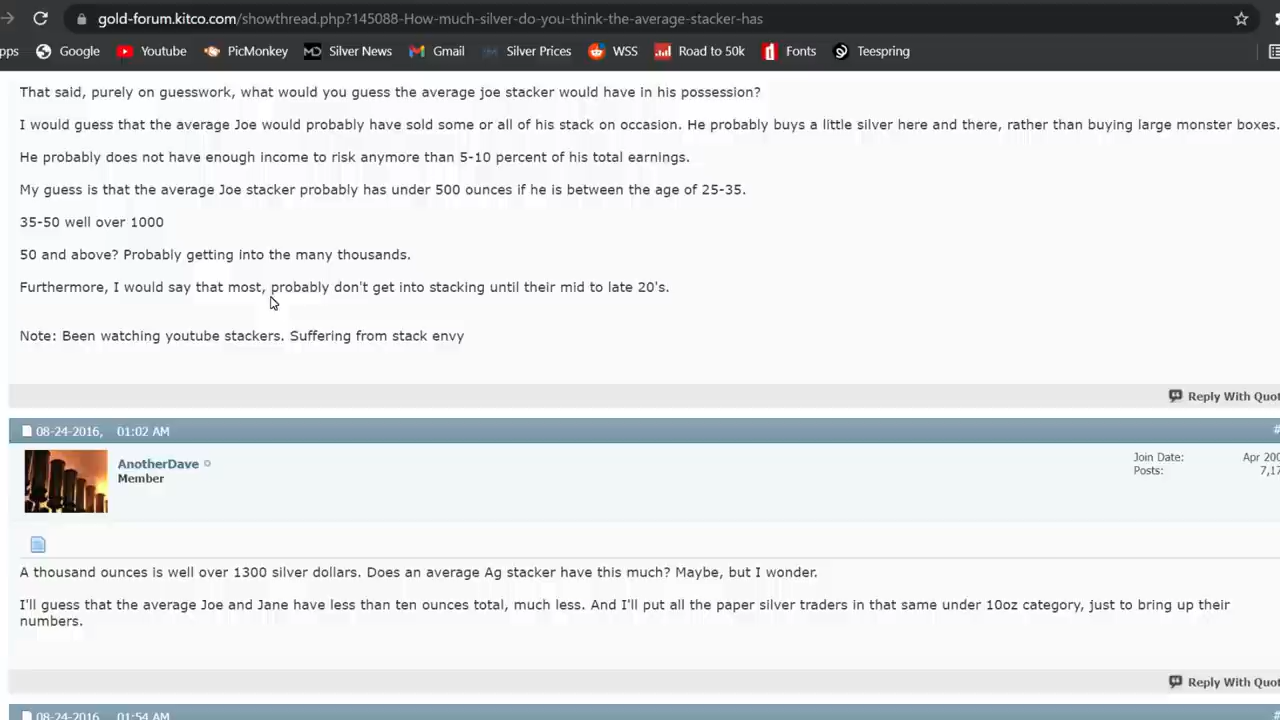 gold-forum.kitco.com/showthread.php?145088-How-much-silver-do-you-think-the-average-stacker-has
pps Google Youtube PicMonkey Silver News Gmail Silver Prices WSS Road to 50k Fonts Teespring
That said, purely on guesswork, what would you guess the average joe stacker would have in his possession?
I would guess that the average Joe would probably have sold some or all of his stack on occasion. He probably buys a little silver here and there, rather than buying large monster boxes.
He probably does not have enough income to risk anymore than 5-10 percent of his total earnings.
My guess is that the average Joe stacker probably has under 500 ounces if he is between the age of 25-35.
35-50 well over 1000
50 and above? Probably getting into the many thousands.
Furthermore, I would say that most, probably don't get into stacking until their mid to late 20's.
Note: Been watching youtube stackers. Suffering from stack envy
Reply With Quot
08-24-2016, 01:02 AM #
AnotherDave
Member
Join Date: Apr 200
Posts: 7,17
A thousand ounces is well over 1300 silver dollars. Does an average Ag stacker have this much? Maybe, but I wonder.
I'll guess that the average Joe and Jane have less than ten ounces total, much less. And I'll put all the paper silver traders in that same under 10oz category, just to bring up their
numbers.
Reply With Quot
08-24-2016, 01:54 AM